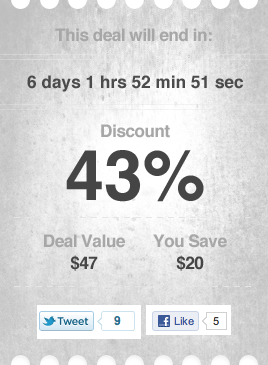 This deal will end in:
6 days 1 hrs 52 min 51 sec
Discount
43%
Deal Value You Save
$47 $20
Tweet 9 Like 5